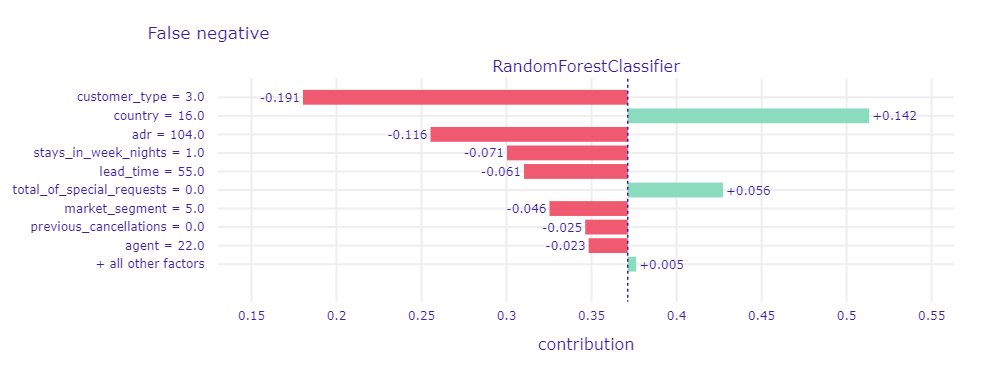 False negative
RandomForestClassifier
customer_type = 3.0 -0.191
country = 16.0 +0.142
adr = 104.0 -0.116
stays_in_week_nights = 1.0 -0.071
lead_time = 55.0 -0.061
total_of_special_requests = 0.0 +0.056
market_segment = 5.0 -0.046
previous_cancellations = 0.0 -0.025
agent = 22.0 -0.023
+ all other factors +0.005
0.15 0.2 0.25 0.3 0.35 0.4 0.45 0.5 0.55
contribution